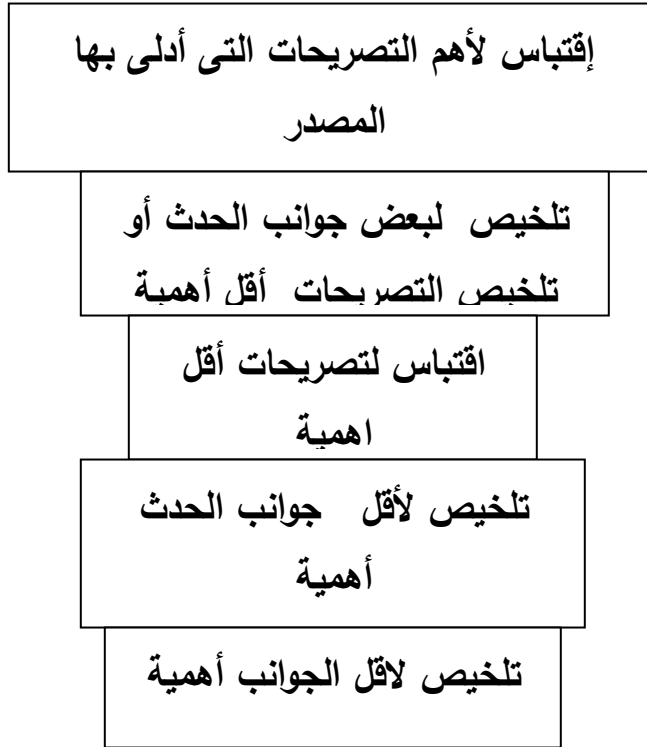 إقتباس لأهم التصريحات التى أدلى بها
المصدر
تلخيص لبعض جوانب الحدث أو
تلخيص التصريحات أقل أهمية
اقتباس لتصريحات أقل
اهمية
تلخيص لأقل جوانب الحدث
أهمية
تلخيص لاقل الجوانب أهمية